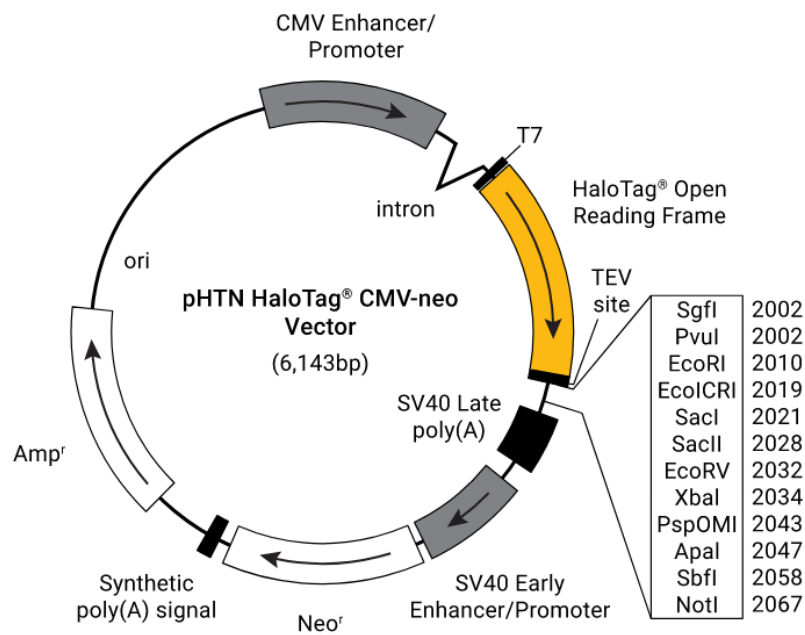 CMV Enhancer/
Promoter
T7
HaloTag® Open
Reading Frame
intron
ori
TEV
site
pHTN HaloTag® CMV-neo
Vector
(6,143bp)
SgfI 2002
PvuI 2002
EcoRI 2010
EcoICRI 2019
SacI 2021
SacII 2028
EcoRV 2032
XbaI 2034
PspOMI 2043
ApaI 2047
SbfI 2058
NotI 2067
SV40 Late
poly(A)
Ampʳ
Synthetic
poly(A) signal
Neoʳ
SV40 Early
Enhancer/Promoter